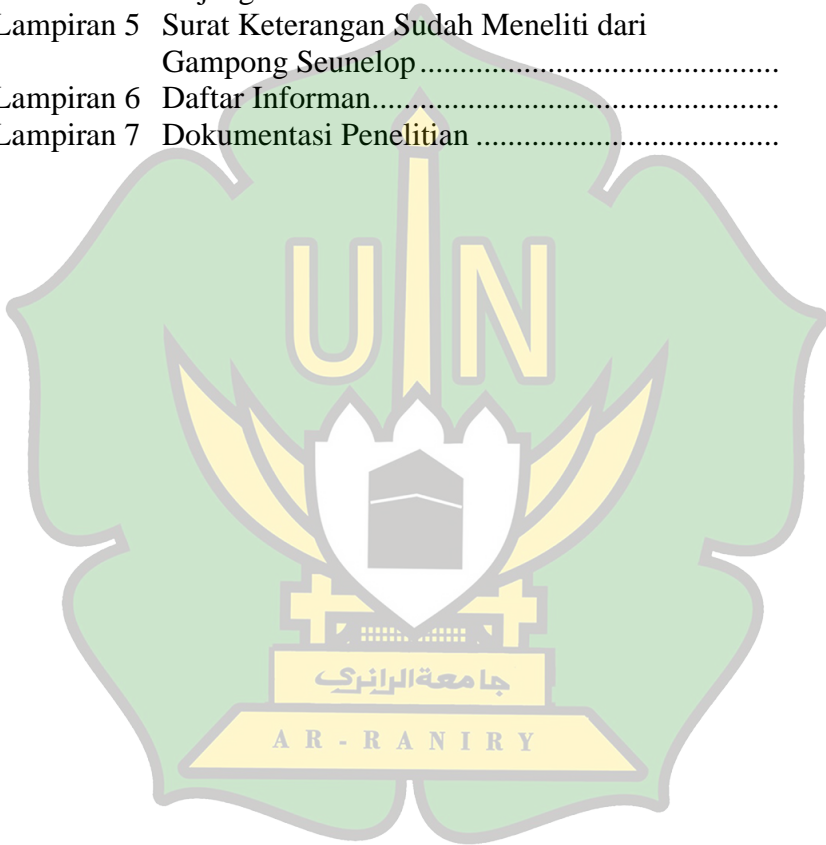 Lampiran 5 Surat Keterangan Sudah Meneliti dari
Gampong Seunelop ............................................
Lampiran 6 Daftar Informan..................................................
Lampiran 7 Dokumentasi Penelitian .....................................
UIN
جامعة الرانري
AR-RANIRY